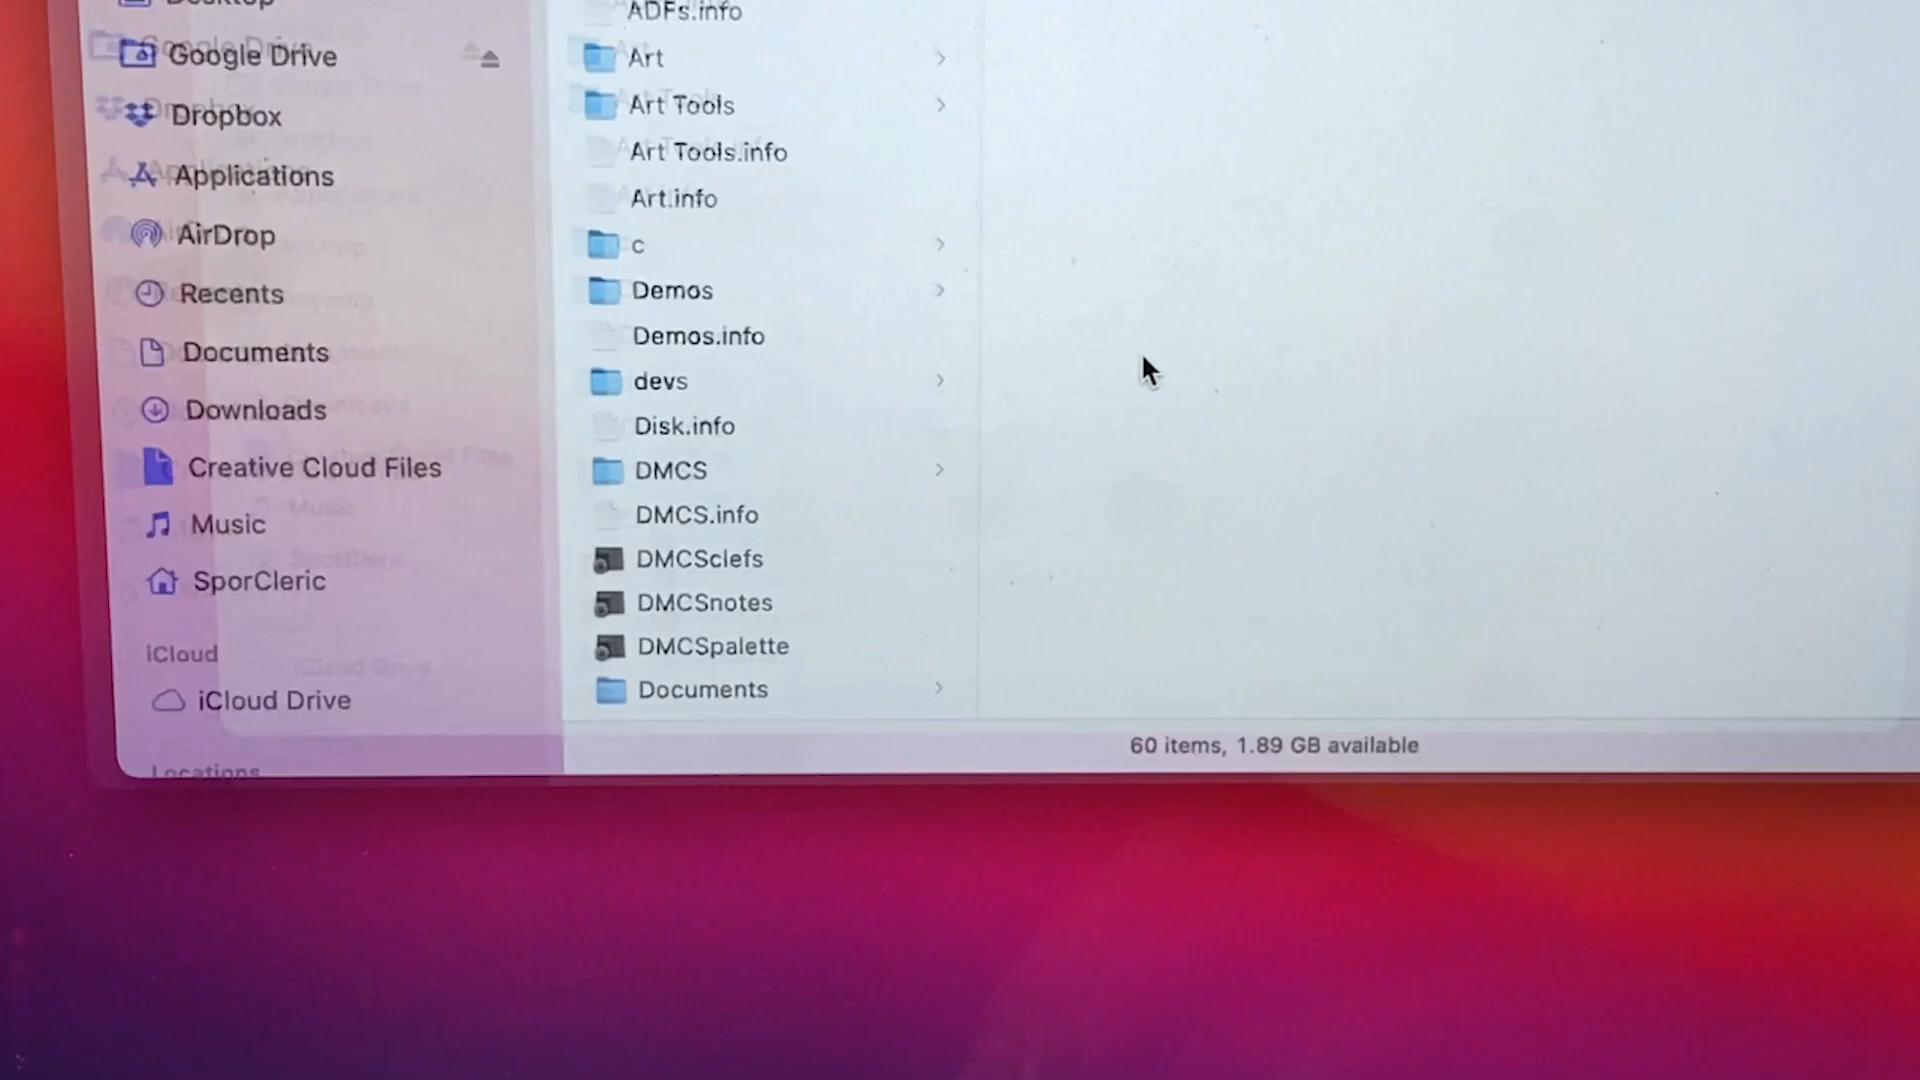 Desktop
Google Drive
Dropbox
Applications
AirDrop
Recents
Documents
Downloads
Creative Cloud Files
Music
SporCleric
iCloud
iCloud Drive
Locations
ADFs.info
Art
Art Tools
Art Tools.info
Art.info
c
Demos
Demos.info
devs
Disk.info
DMCS
DMCS.info
DMCSclefs
DMCSnotes
DMCSpalette
Documents
60 items, 1.89 GB available